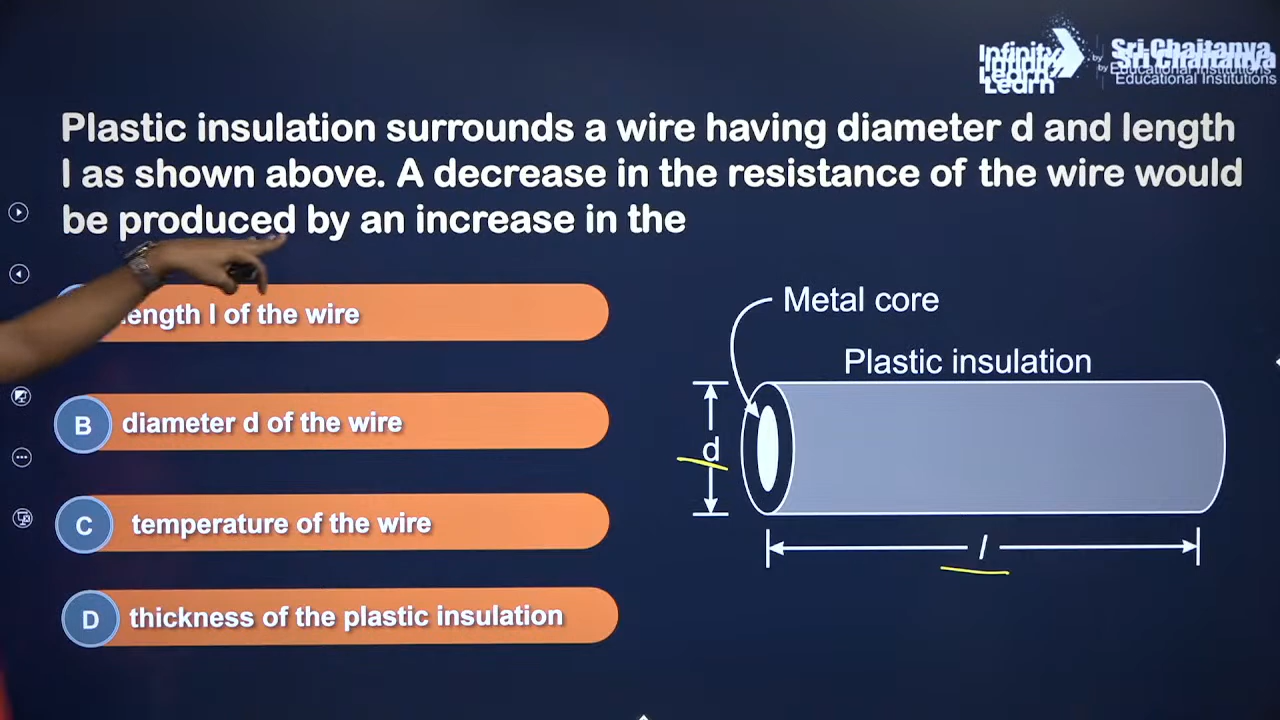 Infinity
Learn
by
Sri Chaitanya
Educational Institutions
Plastic insulation surrounds a wire having diameter d and length
l as shown above. A decrease in the resistance of the wire would
be produced by an increase in the
length l of the wire
B diameter d of the wire
C temperature of the wire
D thickness of the plastic insulation
Metal core
Plastic insulation
d
l